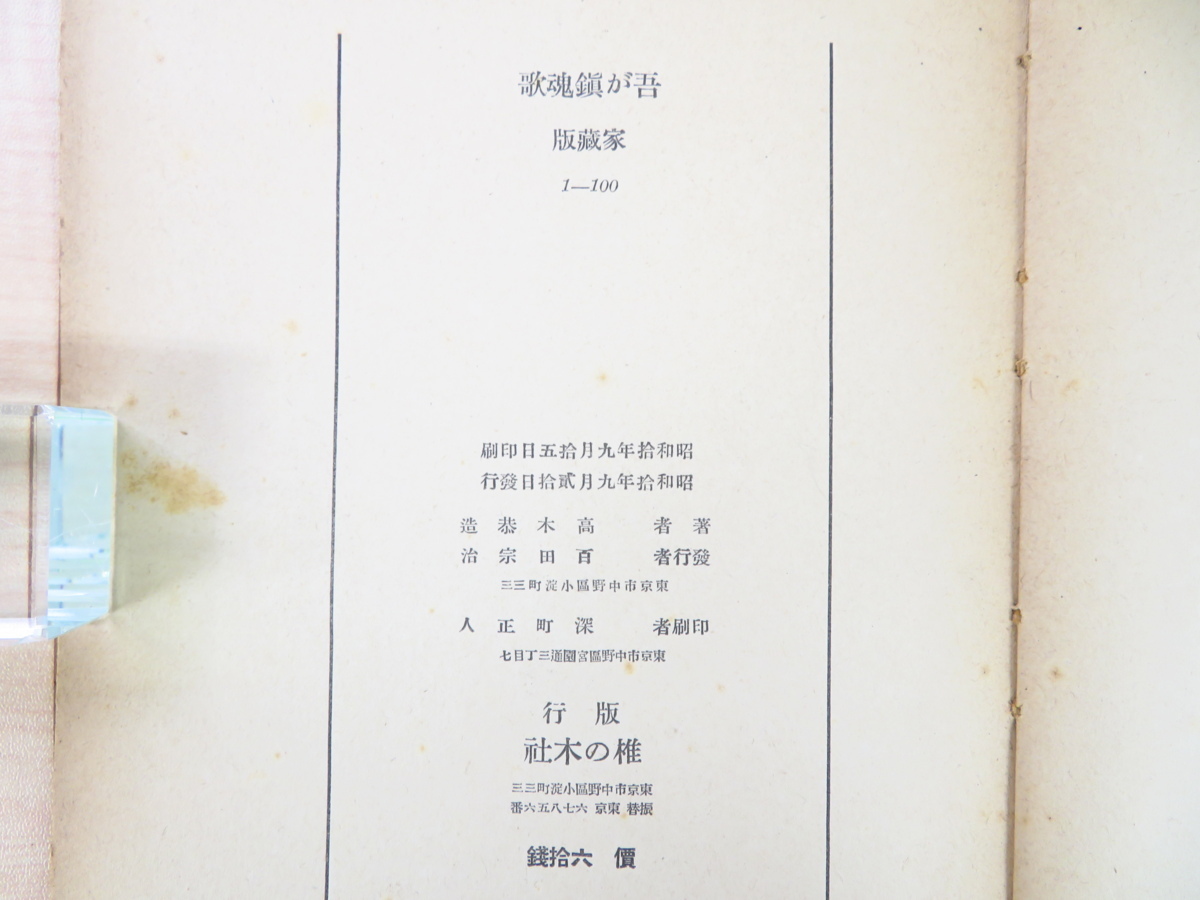 吾が鎭魂歌
家藏版
1—100
昭和拾年九月拾五日印刷
昭和拾年九月貳拾日發行
著者 高木恭造
發行者 百田宗治
東京市中野區小淀町三三
印刷者 深町正人
東京市中野區宮園通三丁目七
版行
椎の木社
東京市中野區小淀町三三
振替 東京 六七八五六番
價 六拾錢